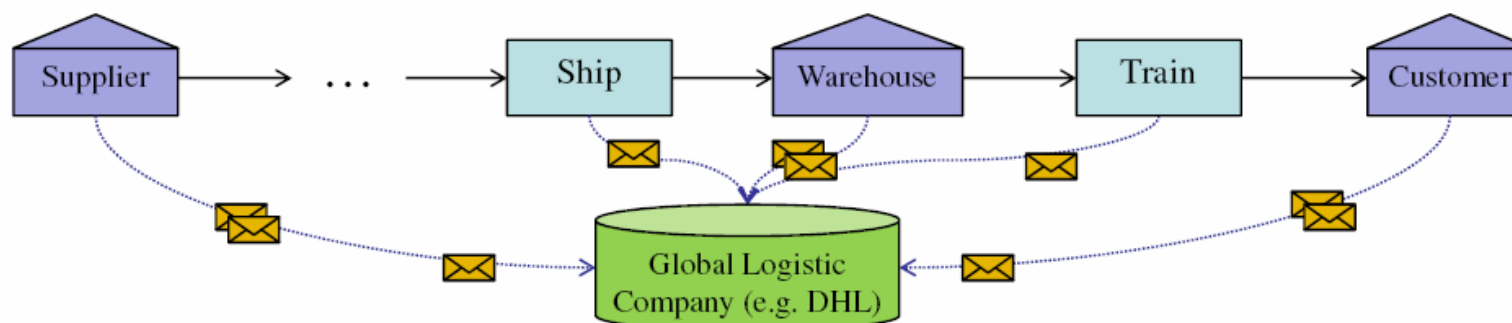 Supplier
...
Ship
Warehouse
Train
Customer
Global Logistic
Company (e.g. DHL)